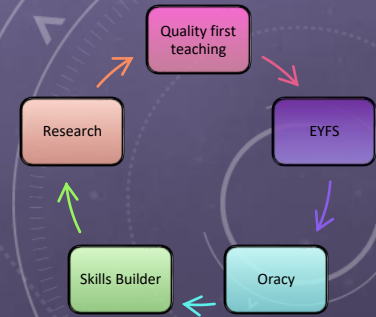 Quality first
teaching
EYFS
Oracy
Skills Builder
Research